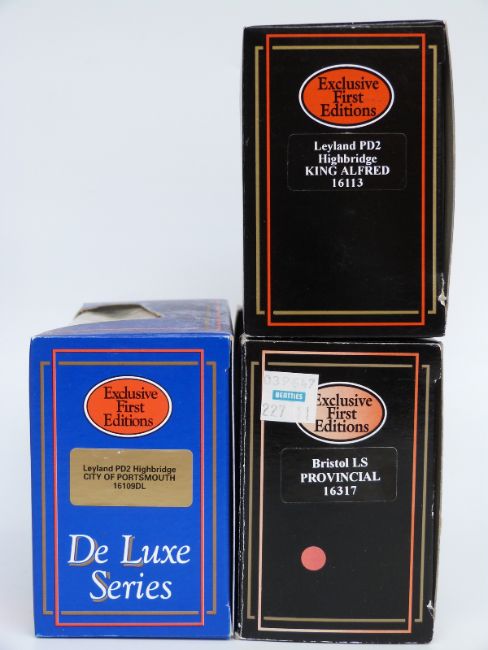 Exclusive
First
Editions
Leyland PD2
Highbridge
KING ALFRED
16113
Exclusive
First
Editions
Leyland PD2 Highbridge
CITY OF PORTSMOUTH
16109DL
De Luxe
Series
BEATTIES
227 11
Exclusive
First
Editions
Bristol LS
PROVINCIAL
16317